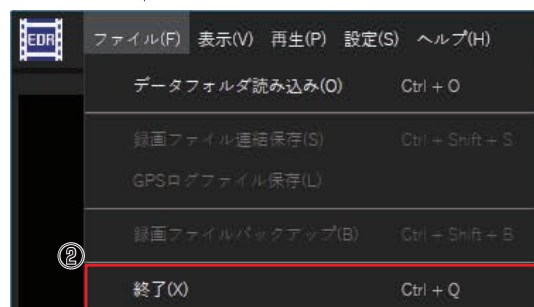 EDR ファイル(F) 表示(V) 再生(P) 設定(S) ヘルプ(H)
データフォルダ読み込み(O) Ctrl + O
録画ファイル連結保存(S) Ctrl + Shift + S
GPSログファイル保存(L)
録画ファイルバックアップ(B) Ctrl + Shift + B
②
終了(X) Ctrl + Q